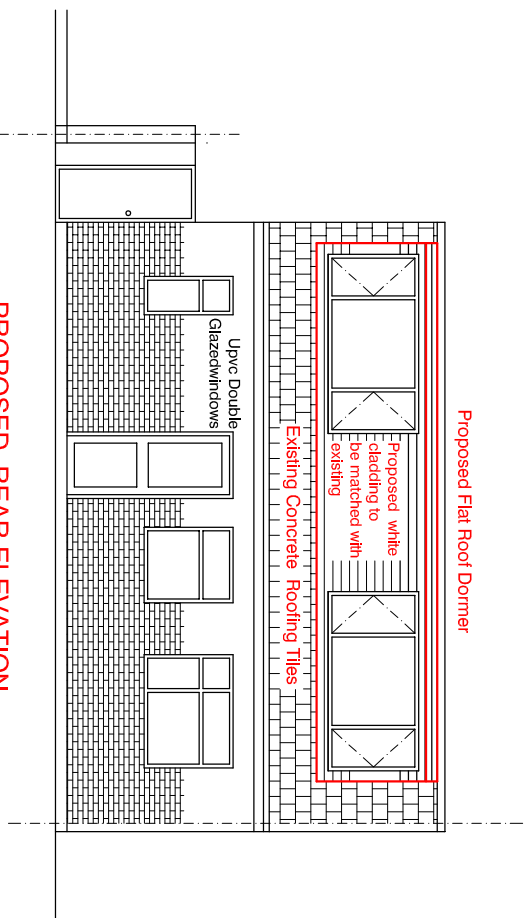 Proposed Flat Roof Dormer
Proposed white
cladding to
be matched with
existing
Existing Concrete Roofing Tiles
Upvc Double
Glazedwindows
PROPOSED REAR ELEVATION